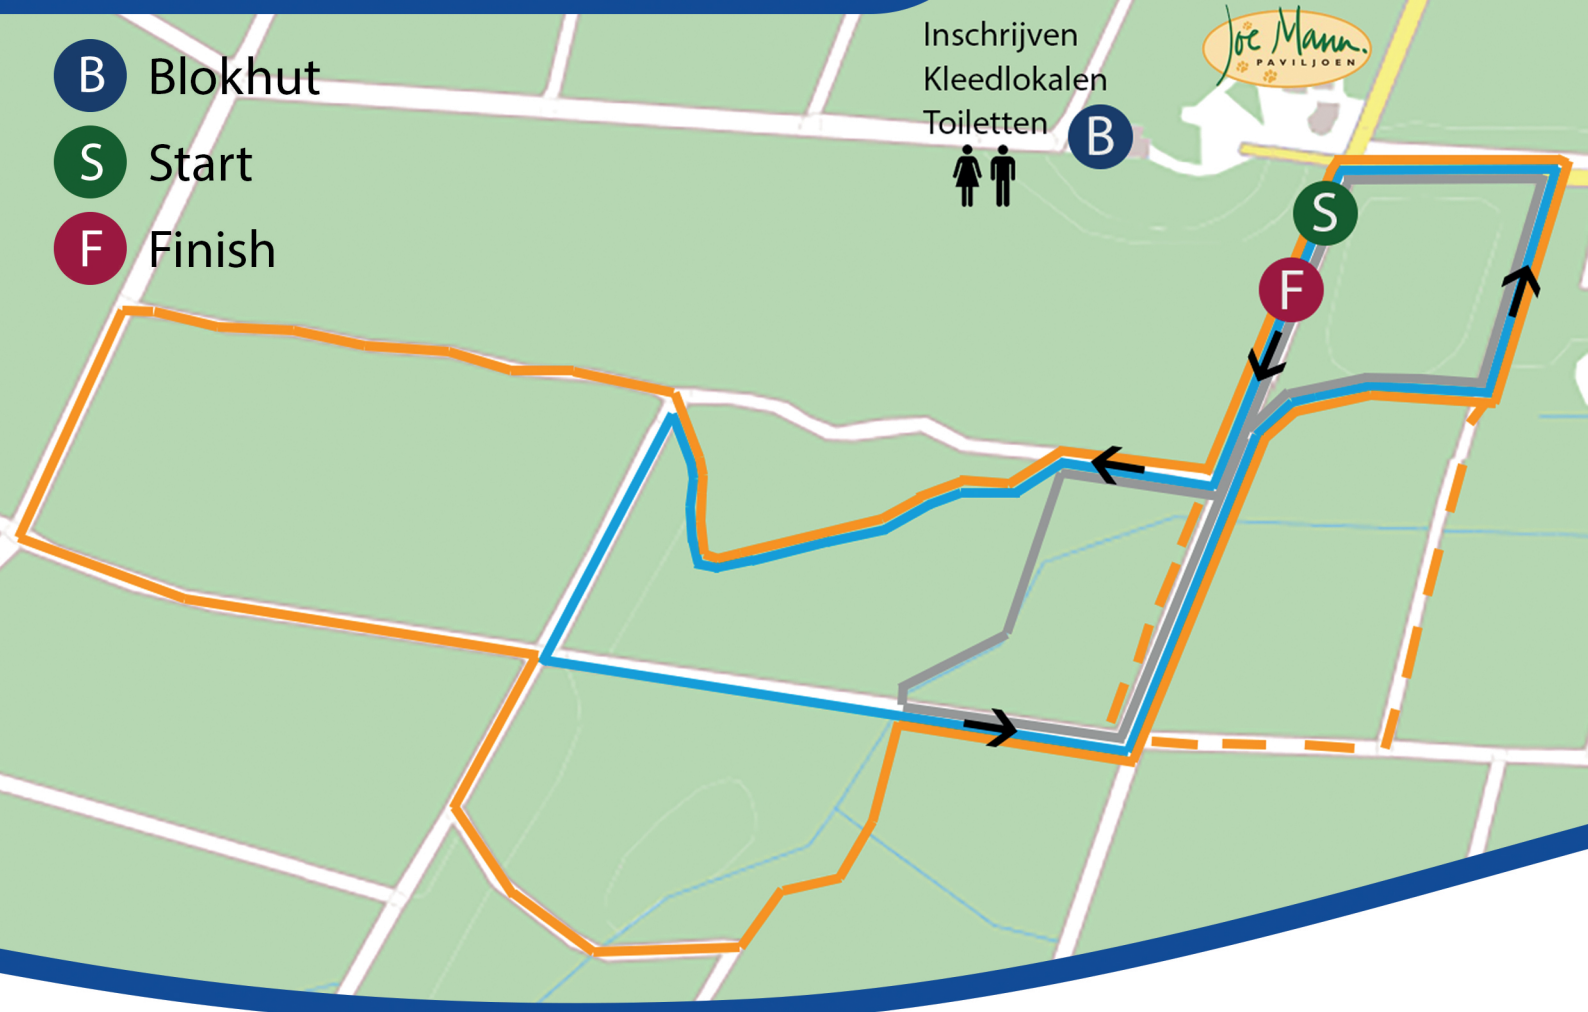 B Blokhut
S Start
F Finish
Inschrijven
Kleedlokalen
Toiletten
B
Joe Mann.
PAVILJOEN
S
F